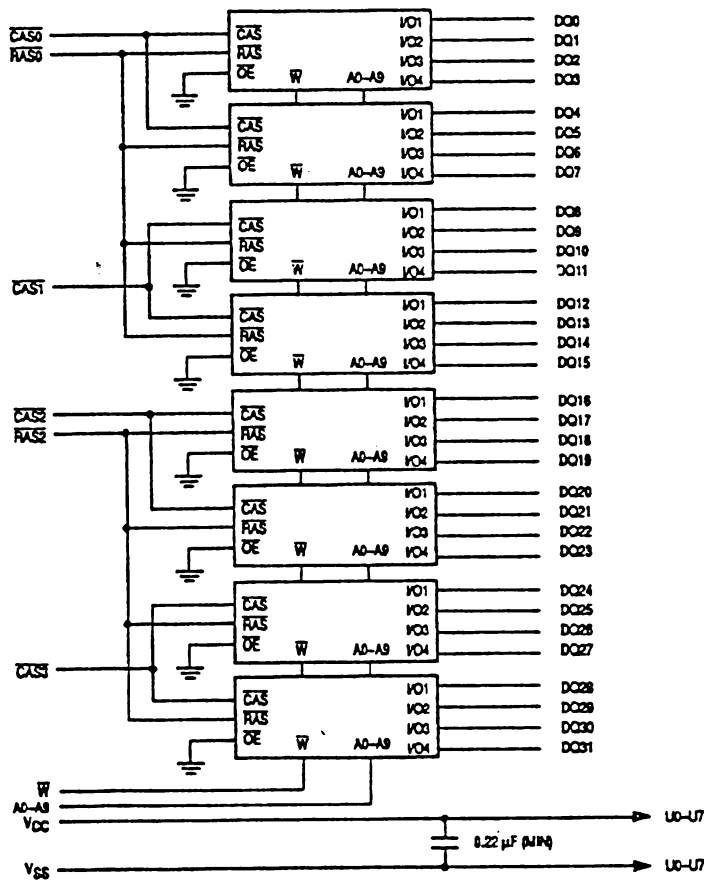 CAS0
RAS0
CAS
RAS
OE
W
A0–A9
I/O1
I/O2
I/O3
I/O4
DQ0
DQ1
DQ2
DQ3
CAS
RAS
OE
W
A0–A9
I/O1
I/O2
I/O3
I/O4
DQ4
DQ5
DQ6
DQ7
CAS1
CAS
RAS
OE
W
A0–A9
I/O1
I/O2
I/O3
I/O4
DQ8
DQ9
DQ10
DQ11
CAS
RAS
OE
W
A0–A9
I/O1
I/O2
I/O3
I/O4
DQ12
DQ13
DQ14
DQ15
CAS2
RAS2
CAS
RAS
OE
W
A0–A9
I/O1
I/O2
I/O3
I/O4
DQ16
DQ17
DQ18
DQ19
CAS
RAS
OE
W
A0–A9
I/O1
I/O2
I/O3
I/O4
DQ20
DQ21
DQ22
DQ23
CAS3
CAS
RAS
OE
W
A0–A9
I/O1
I/O2
I/O3
I/O4
DQ24
DQ25
DQ26
DQ27
CAS
RAS
OE
W
A0–A9
I/O1
I/O2
I/O3
I/O4
DQ28
DQ29
DQ30
DQ31
W
A0–A9
VCC
U0–U7
0.22 µF (MIN)
VSS
U0–U7